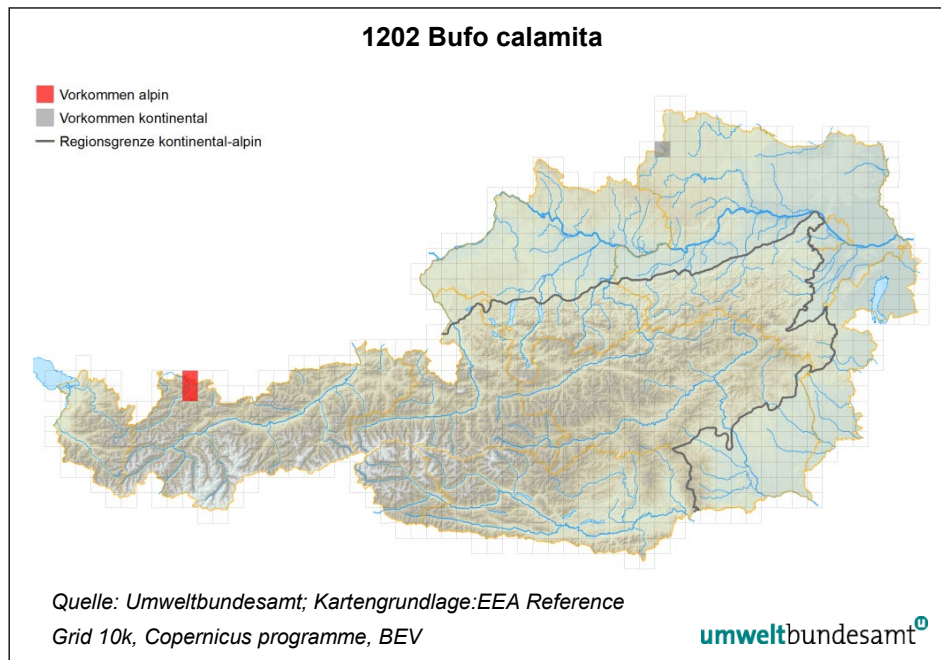 1202 Bufo calamita
Vorkommen alpin
Vorkommen kontinental
Regionsgrenze kontinental-alpin
Quelle: Umweltbundesamt; Kartengrundlage:EEA Reference
Grid 10k, Copernicus programme, BEV
umweltbundesamt